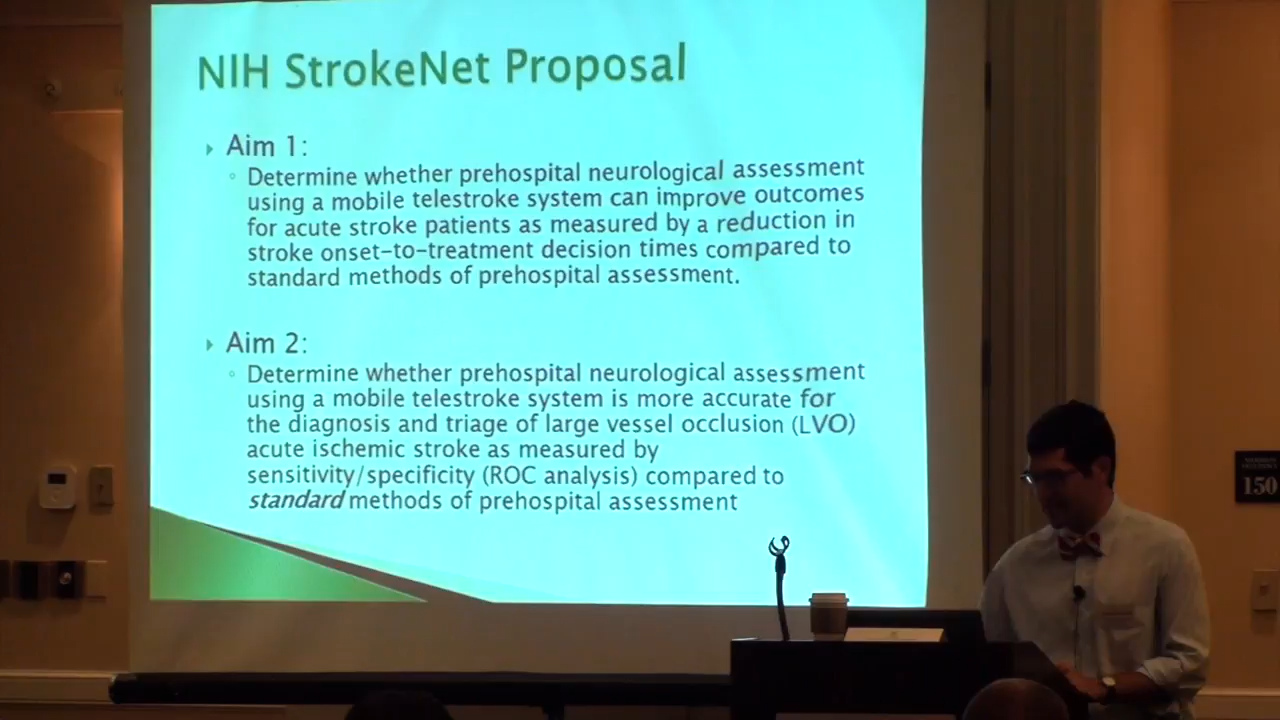 NIH StrokeNet Proposal
Aim 1:
Determine whether prehospital neurological assessment
using a mobile telestroke system can improve outcomes
for acute stroke patients as measured by a reduction in
stroke onset-to-treatment decision times compared to
standard methods of prehospital assessment.
Aim 2:
Determine whether prehospital neurological assessment
using a mobile telestroke system is more accurate for
the diagnosis and triage of large vessel occlusion (LVO)
acute ischemic stroke as measured by
sensitivity/specificity (ROC analysis) compared to
standard methods of prehospital assessment
150